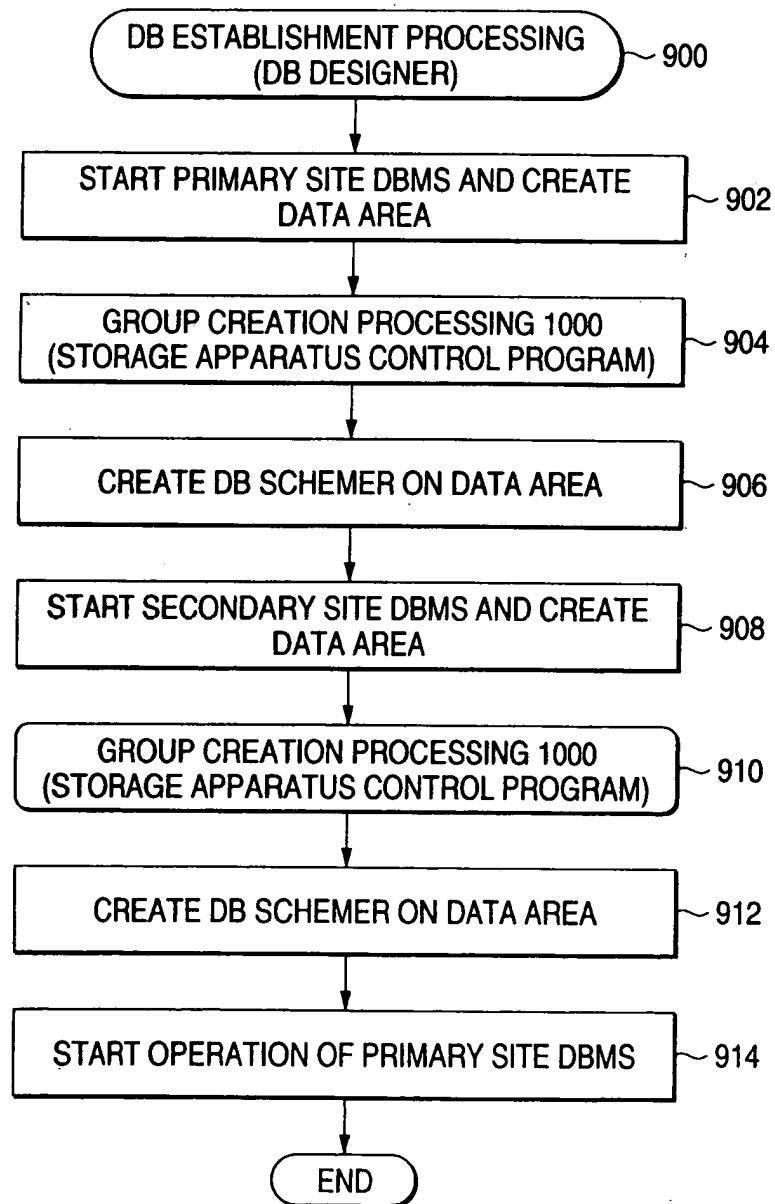 DB ESTABLISHMENT PROCESSING
(DB DESIGNER)
900
START PRIMARY SITE DBMS AND CREATE
DATA AREA
902
GROUP CREATION PROCESSING 1000
(STORAGE APPARATUS CONTROL PROGRAM)
904
CREATE DB SCHEMER ON DATA AREA
906
START SECONDARY SITE DBMS AND CREATE
DATA AREA
908
GROUP CREATION PROCESSING 1000
(STORAGE APPARATUS CONTROL PROGRAM)
910
CREATE DB SCHEMER ON DATA AREA
912
START OPERATION OF PRIMARY SITE DBMS
914
END